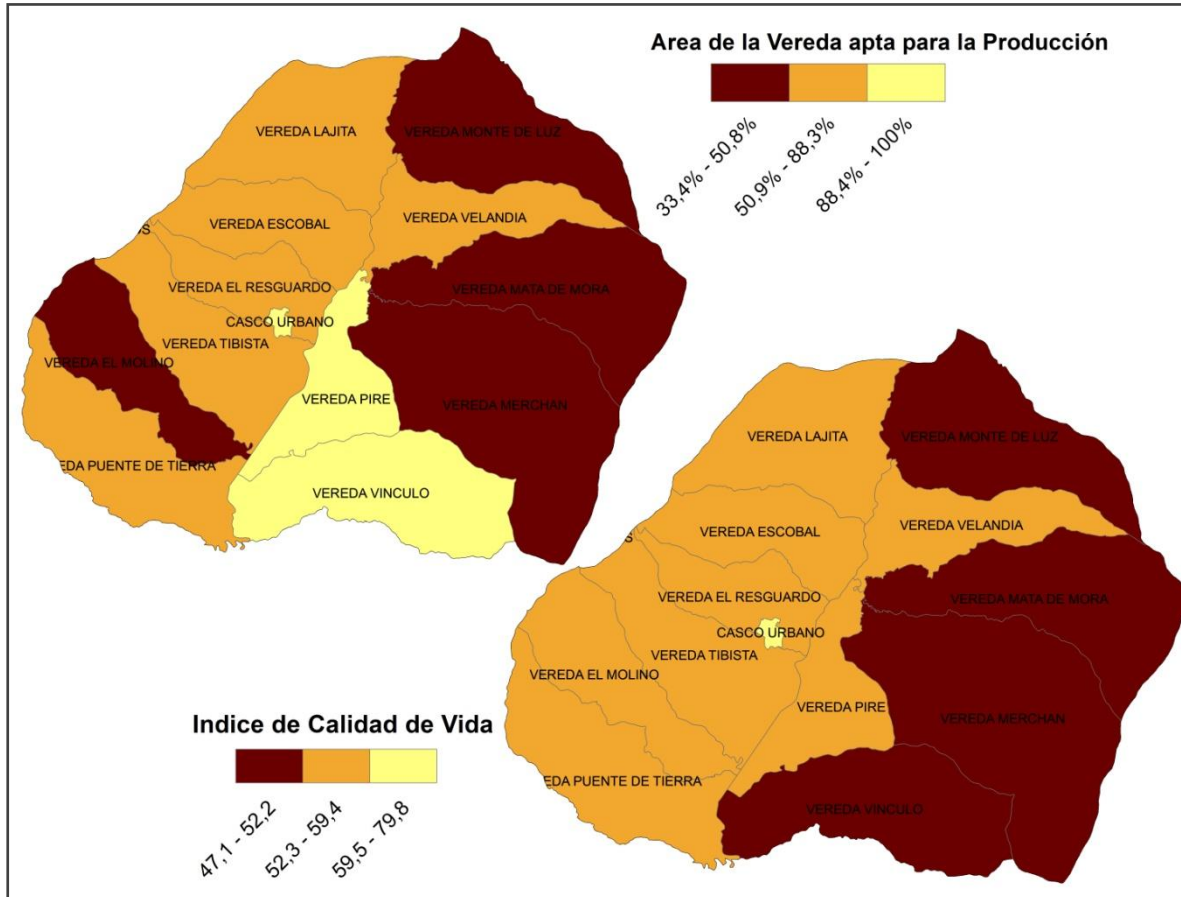 Area de la Vereda apta para la Producción
33,4% - 50,8%
50,9% - 88,3%
88,4% - 100%
VEREDA LAJITA
VEREDA MONTE DE LUZ
VEREDA ESCOBAL
VEREDA VELANDIA
S
VEREDA EL RESGUARDO
VEREDA MATA DE MORA
CASCO URBANO
VEREDA TIBISTA
VEREDA EL MOLINO
VEREDA PIRE
VEREDA MERCHAN
EDA PUENTE DE TIERRA
VEREDA VINCULO
Indice de Calidad de Vida
47,1 - 52,2
52,3 - 59,4
59,5 - 79,8
VEREDA LAJITA
VEREDA MONTE DE LUZ
VEREDA ESCOBAL
VEREDA VELANDIA
S
VEREDA EL RESGUARDO
VEREDA MATA DE MORA
CASCO URBANO
VEREDA TIBISTA
VEREDA EL MOLINO
VEREDA PIRE
VEREDA MERCHAN
EDA PUENTE DE TIERRA
VEREDA VINCULO